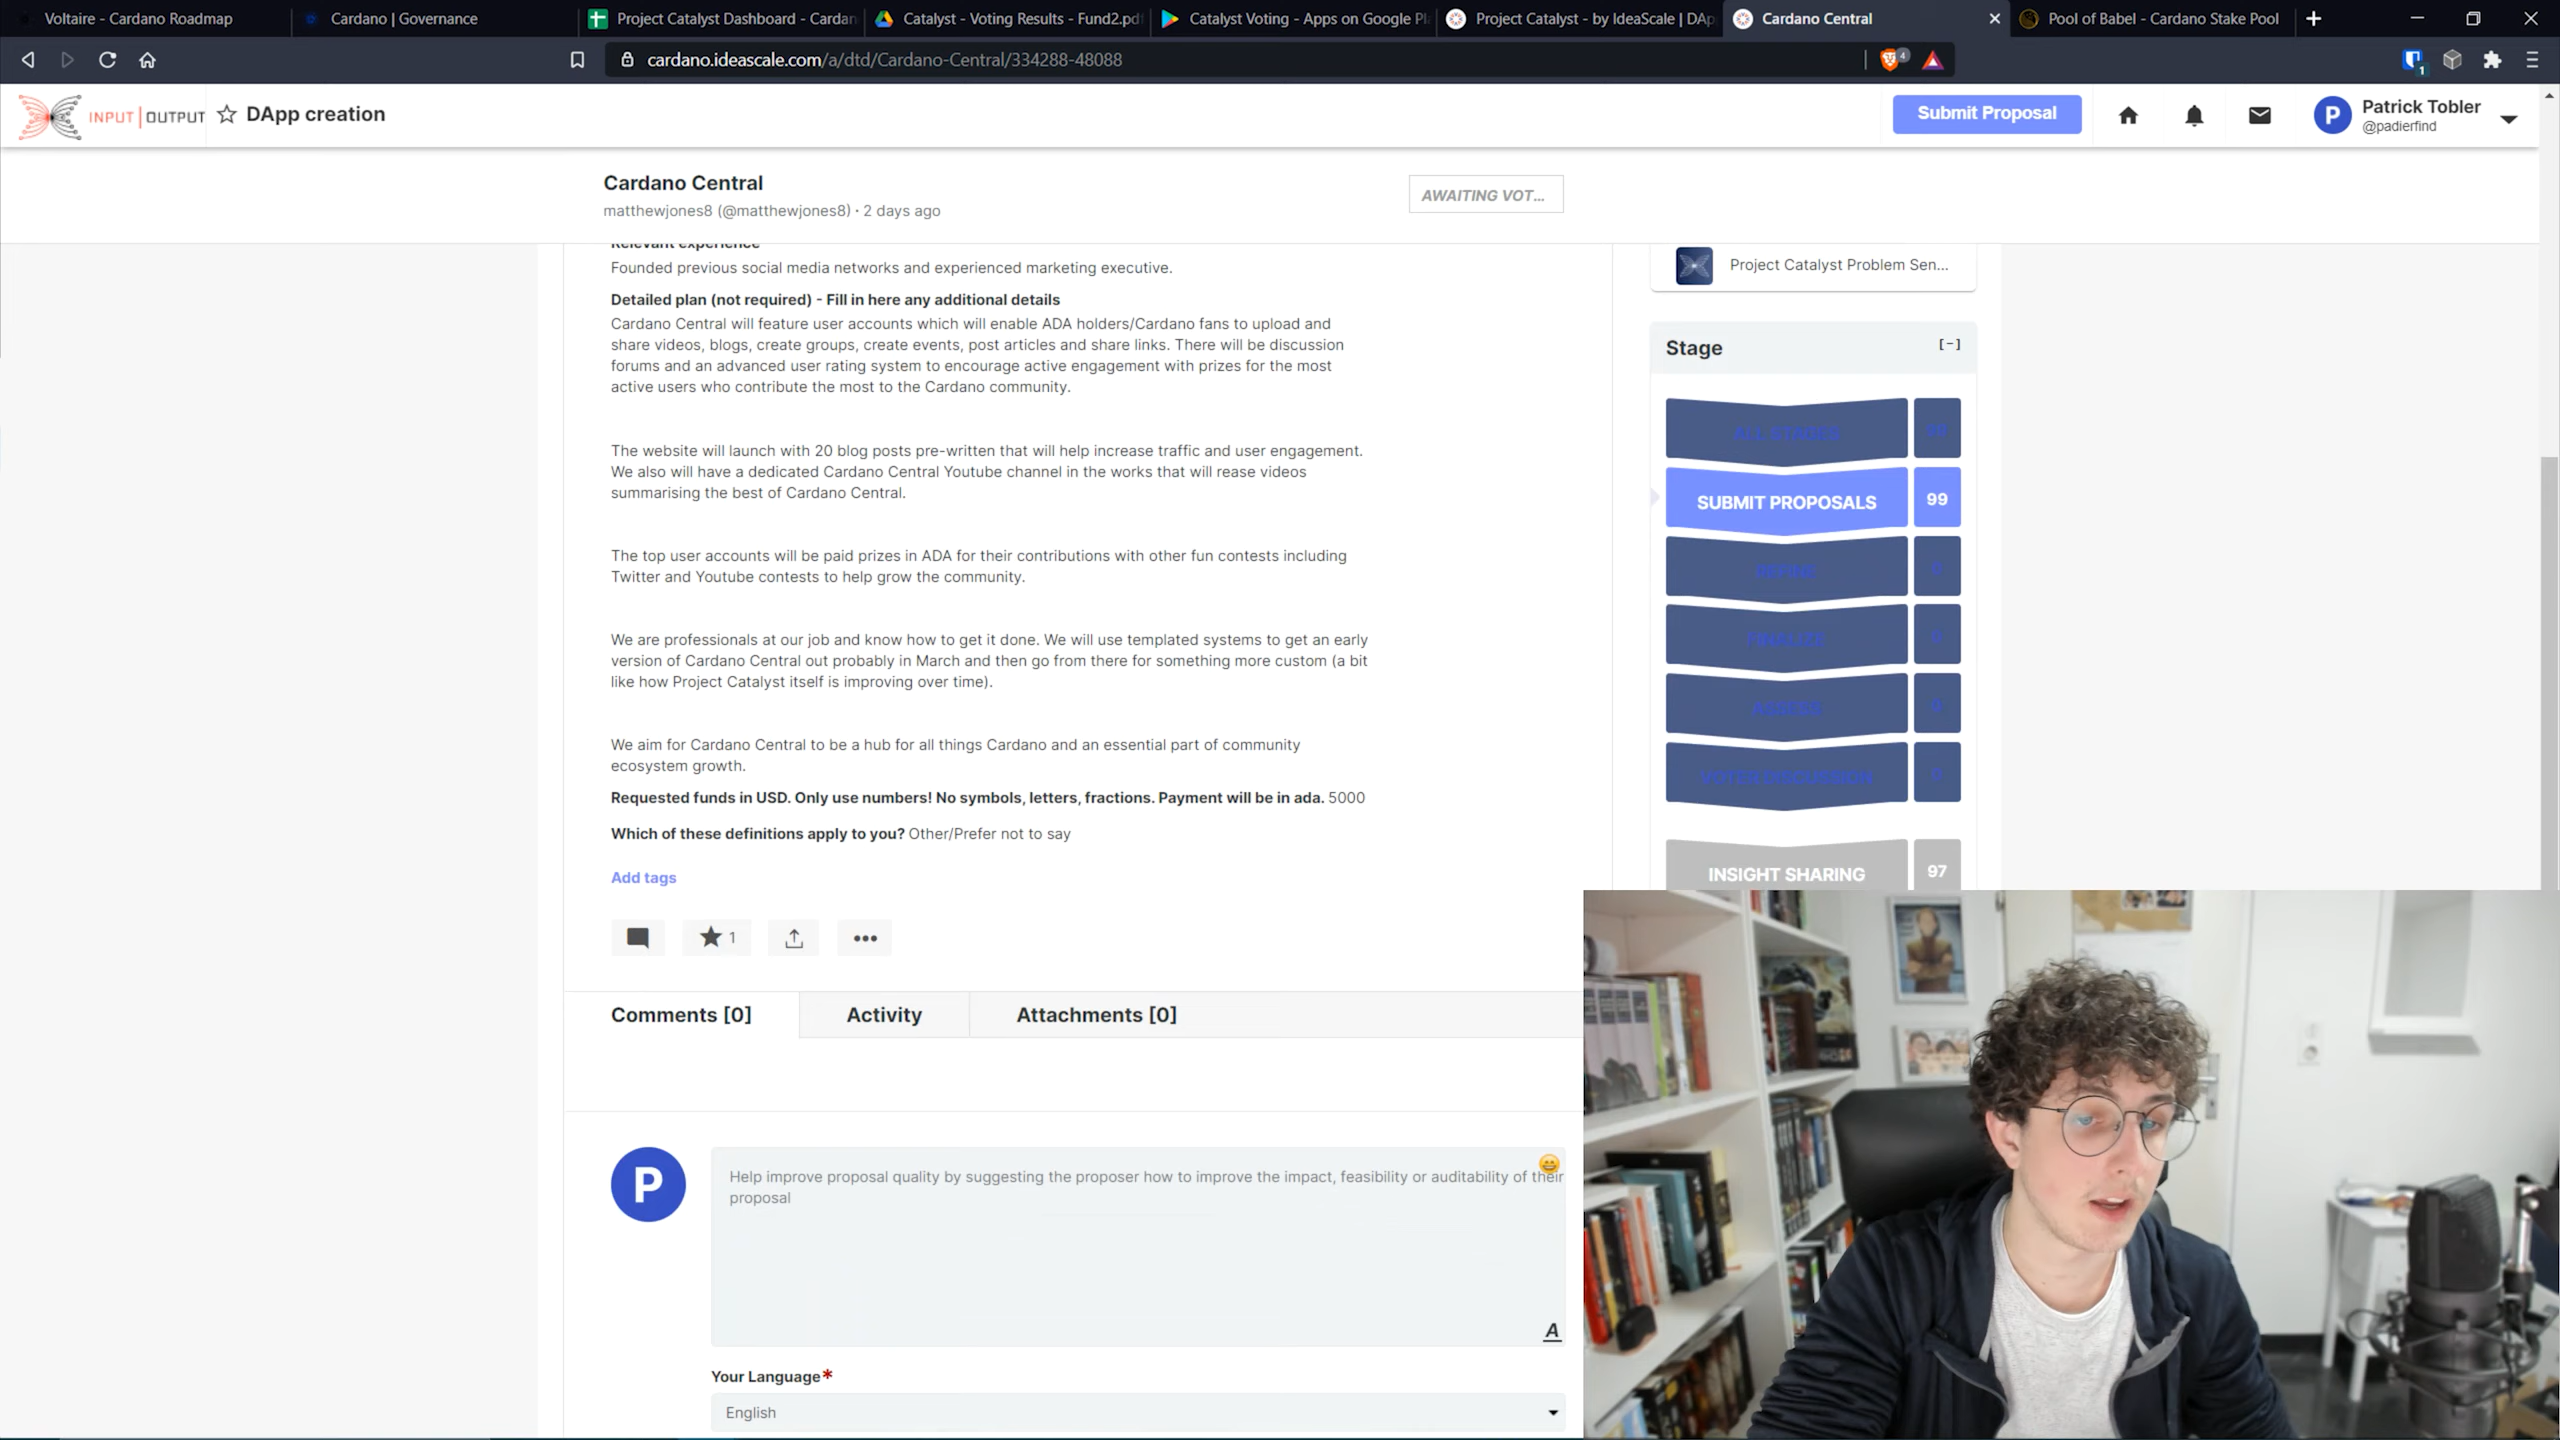 Voltaire - Cardano Roadmap
Cardano | Governance
Project Catalyst Dashboard - Cardan
Catalyst - Voting Results - Fund2.pdf
Catalyst Voting - Apps on Google Pl
Project Catalyst - by IdeaScale | DAp
Cardano Central
Pool of Babel - Cardano Stake Pool
cardano.ideascale.com/a/dtd/Cardano-Central/334288-48088
4
1
INPUT | OUTPUT
DApp creation
Submit Proposal
P
Patrick Tobler
@padierfind
Cardano Central
matthewjones8 (@matthewjones8) · 2 days ago
AWAITING VOT...
Relevant experience
Founded previous social media networks and experienced marketing executive.
Detailed plan (not required) - Fill in here any additional details
Cardano Central will feature user accounts which will enable ADA holders/Cardano fans to upload and
share videos, blogs, create groups, create events, post articles and share links. There will be discussion
forums and an advanced user rating system to encourage active engagement with prizes for the most
active users who contribute the most to the Cardano community.
The website will launch with 20 blog posts pre-written that will help increase traffic and user engagement.
We also will have a dedicated Cardano Central Youtube channel in the works that will rease videos
summarising the best of Cardano Central.
The top user accounts will be paid prizes in ADA for their contributions with other fun contests including
Twitter and Youtube contests to help grow the community.
We are professionals at our job and know how to get it done. We will use templated systems to get an early
version of Cardano Central out probably in March and then go from there for something more custom (a bit
like how Project Catalyst itself is improving over time).
We aim for Cardano Central to be a hub for all things Cardano and an essential part of community
ecosystem growth.
Requested funds in USD. Only use numbers! No symbols, letters, fractions. Payment will be in ada. 5000
Which of these definitions apply to you? Other/Prefer not to say
Add tags
1
Comments [0]
Activity
Attachments [0]
P
Help improve proposal quality by suggesting the proposer how to improve the impact, feasibility or auditability of their
proposal
A
Your Language*
English
Project Catalyst Problem Sen...
Stage
[-]
ALL STAGES
SUBMIT PROPOSALS
99
REFINE
FINALIZE
0
ASSESS
0
VOTER DISCUSSION
0
INSIGHT SHARING
97